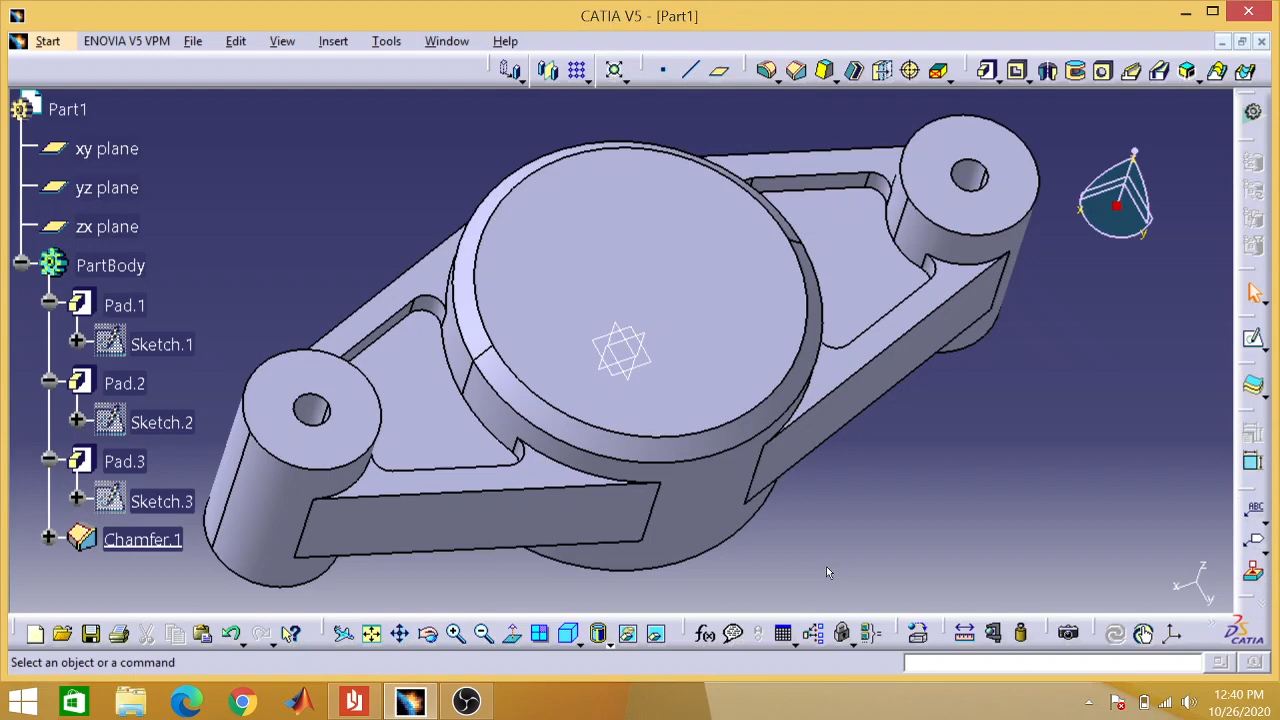 CATIA V5 - [Part1]
Start ENOVIA V5 VPM File Edit View Insert Tools Window Help
Part1
xy plane
yz plane
zx plane
PartBody
Pad.1
Sketch.1
Pad.2
Sketch.2
Pad.3
Sketch.3
Chamfer.1
x
y
z
x
y
ABC
f(x)
CATIA
Select an object or a command
12:40 PM
10/26/2020